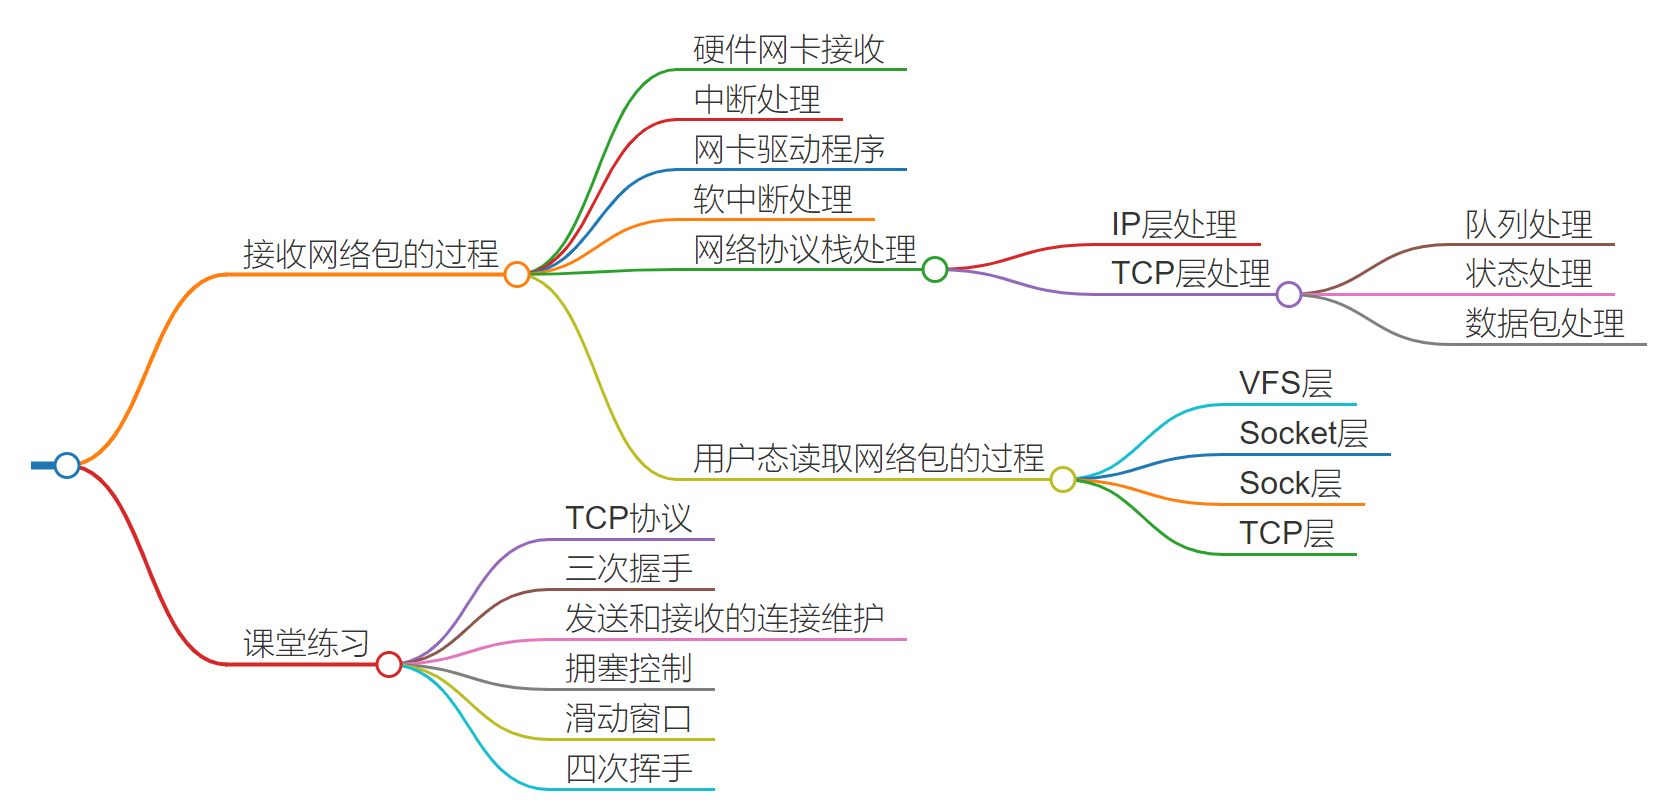 接收网络包的过程
硬件网卡接收
中断处理
网卡驱动程序
软中断处理
网络协议栈处理
IP层处理
TCP层处理
队列处理
状态处理
数据包处理
用户态读取网络包的过程
VFS层
Socket层
Sock层
TCP层
课堂练习
TCP协议
三次握手
发送和接收的连接维护
拥塞控制
滑动窗口
四次挥手